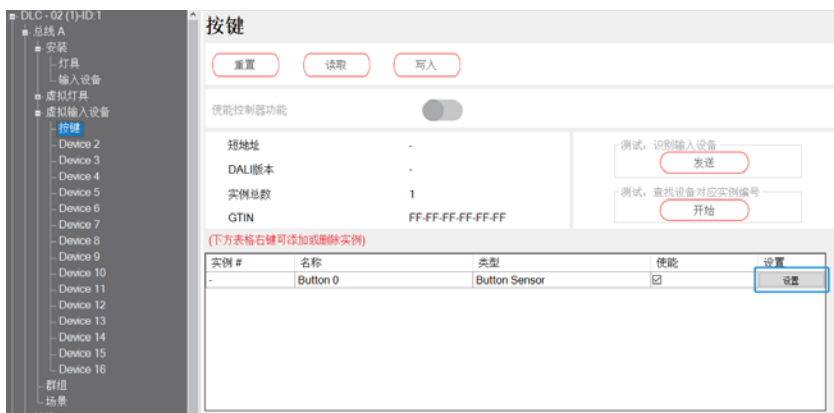 DLC - 02 (1)-ID:1
总线 A
安装
灯具
输入设备
虚拟灯具
虚拟输入设备
按键
Device 2
Device 3
Device 4
Device 5
Device 6
Device 7
Device 8
Device 9
Device 10
Device 11
Device 12
Device 13
Device 14
Device 15
Device 16
群组
场景
按键
重置 读取 写入
使能控制器功能
短地址 -
DALI版本 -
实例总数 1
GTIN FF-FF-FF-FF-FF-FF
测试，识别输入设备
发送
测试，查找设备对应实例编号
开始
(下方表格右键可添加或删除实例)
实例 # 名称 类型 使能 设置
- Button 0 Button Sensor 设置